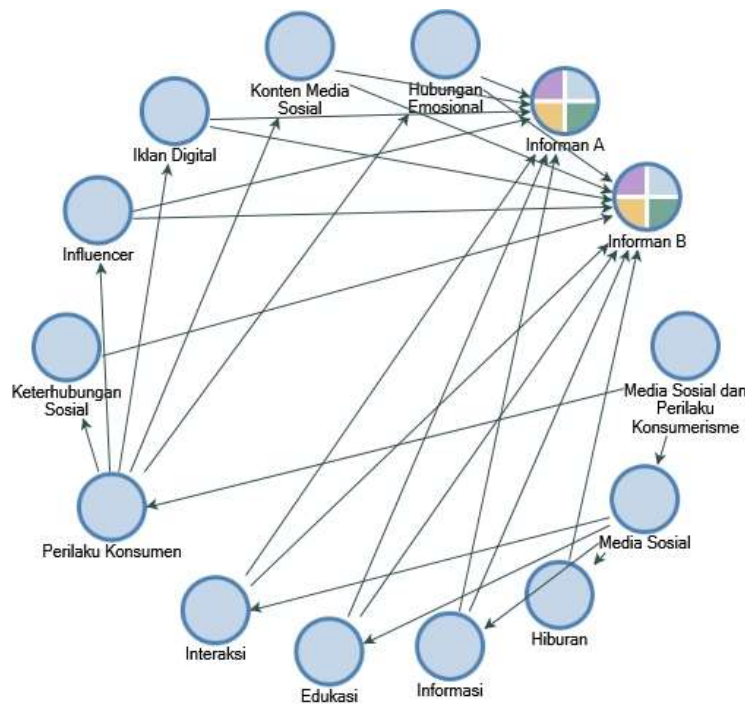 Konten Media
Sosial
Hubungan
Emosional
Informan A
Iklan Digital
Informan B
Influencer
Keterhubungan
Sosial
Media Sosial dan
Perilaku
Konsumerisme
Perilaku Konsumen
Media Sosial
Interaksi
Edukasi
Informasi
Hiburan